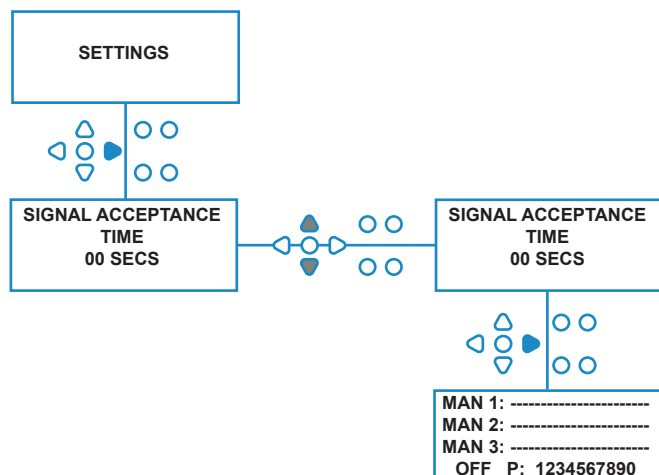 SETTINGS
SIGNAL ACCEPTANCE
TIME
00 SECS
SIGNAL ACCEPTANCE
TIME
00 SECS
MAN 1: -----------------------
MAN 2: -----------------------
MAN 3: -----------------------
OFF P: 1234567890